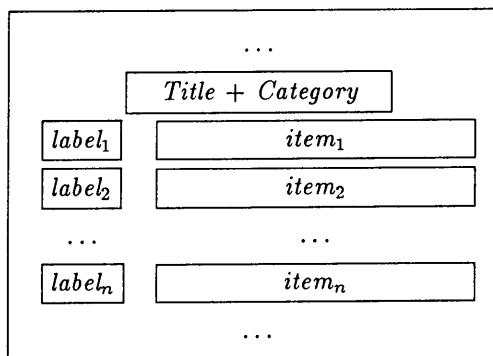 ...
Title + Category
label₁ item₁
label₂ item₂
... ...
labelₙ itemₙ
...